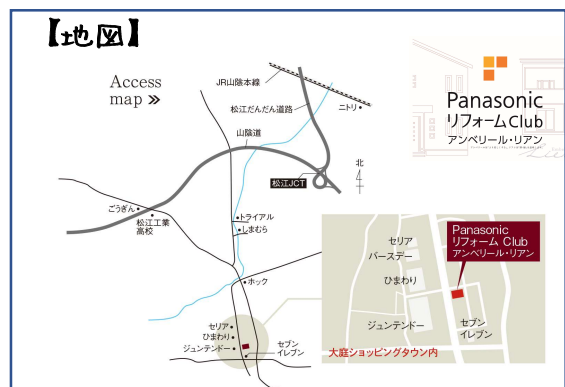 【地図】
Access
map »
JR山陰本線
松江だんだん道路
ニトリ
山陰道
北
松江JCT
ごうぎん
松江工業
高校
トライアル
しまむら
ホック
セリア
ひまわり
ジュンテンドー
セブン
イレブン
Panasonic
リフォームClub
アンベリール・リアン
Panasonic
リフォーム Club
アンベリール・リアン
セリア
バースデー
ひまわり
ジュンテンドー
セブン
イレブン
大庭ショッピングタウン内